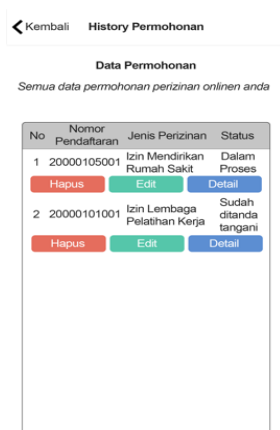 Kembali History Permohonan
Data Permohonan
Semua data permohonan perizinan onlinen anda
No Nomor Pendaftaran Jenis Perizinan Status
1 20000105001 Izin Mendirikan Rumah Sakit Dalam Proses
Hapus Edit Detail
2 20000101001 Izin Lembaga Pelatihan Kerja Sudah ditanda tangani
Hapus Edit Detail